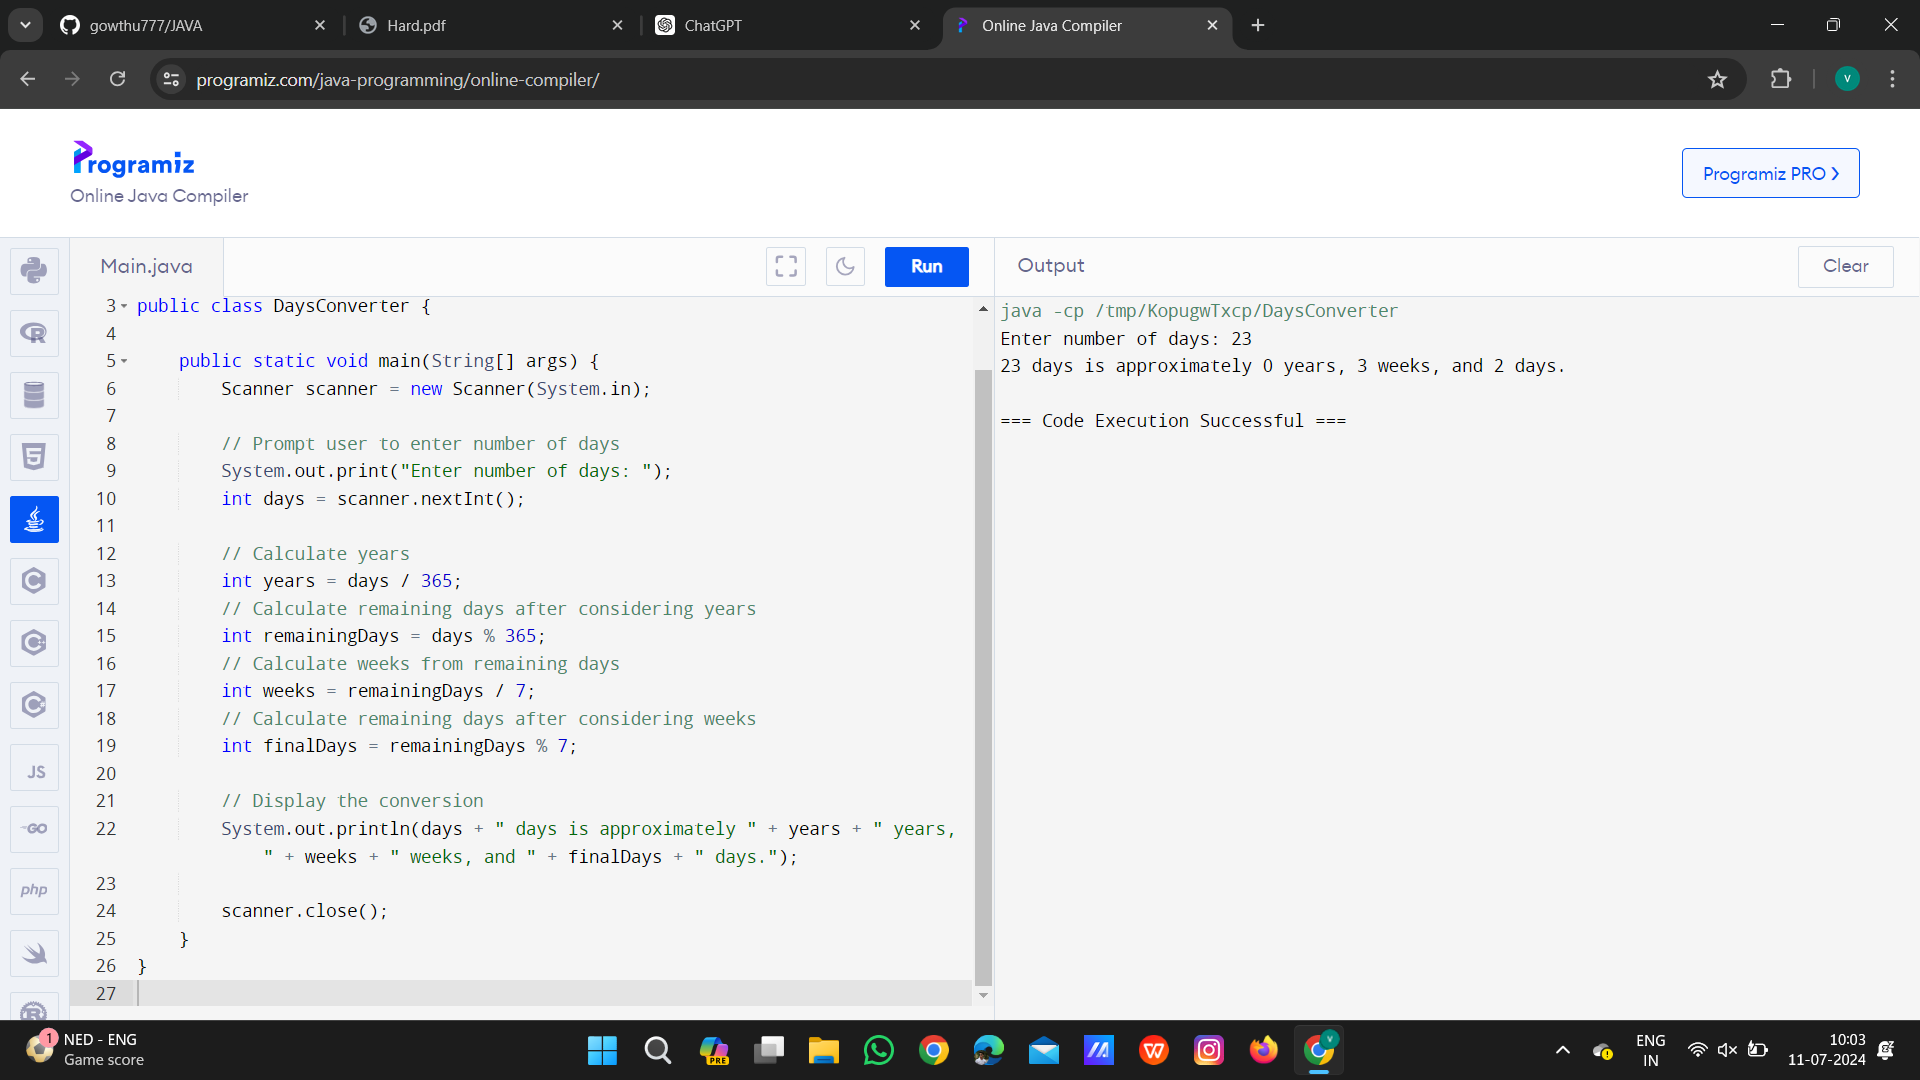 gowthu777/JAVA
Hard.pdf
ChatGPT
Online Java Compiler
programiz.com/java-programming/online-compiler/
V
Programiz
Online Java Compiler
Programiz PRO
Main.java
Run
Output
Clear
3 public class DaysConverter {
4
5 public static void main(String[] args) {
6 Scanner scanner = new Scanner(System.in);
7
8 // Prompt user to enter number of days
9 System.out.print("Enter number of days: ");
10 int days = scanner.nextInt();
11
12 // Calculate years
13 int years = days / 365;
14 // Calculate remaining days after considering years
15 int remainingDays = days % 365;
16 // Calculate weeks from remaining days
17 int weeks = remainingDays / 7;
18 // Calculate remaining days after considering weeks
19 int finalDays = remainingDays % 7;
20
21 // Display the conversion
22 System.out.println(days + " days is approximately " + years + " years,
" + weeks + " weeks, and " + finalDays + " days.");
23
24 scanner.close();
25 }
26 }
27
java -cp /tmp/KopugwTxcp/DaysConverter
Enter number of days: 23
23 days is approximately 0 years, 3 weeks, and 2 days.
=== Code Execution Successful ===
JS
GO
php
1
NED - ENG
Game score
PRE
V
ENG
IN
10:03
11-07-2024